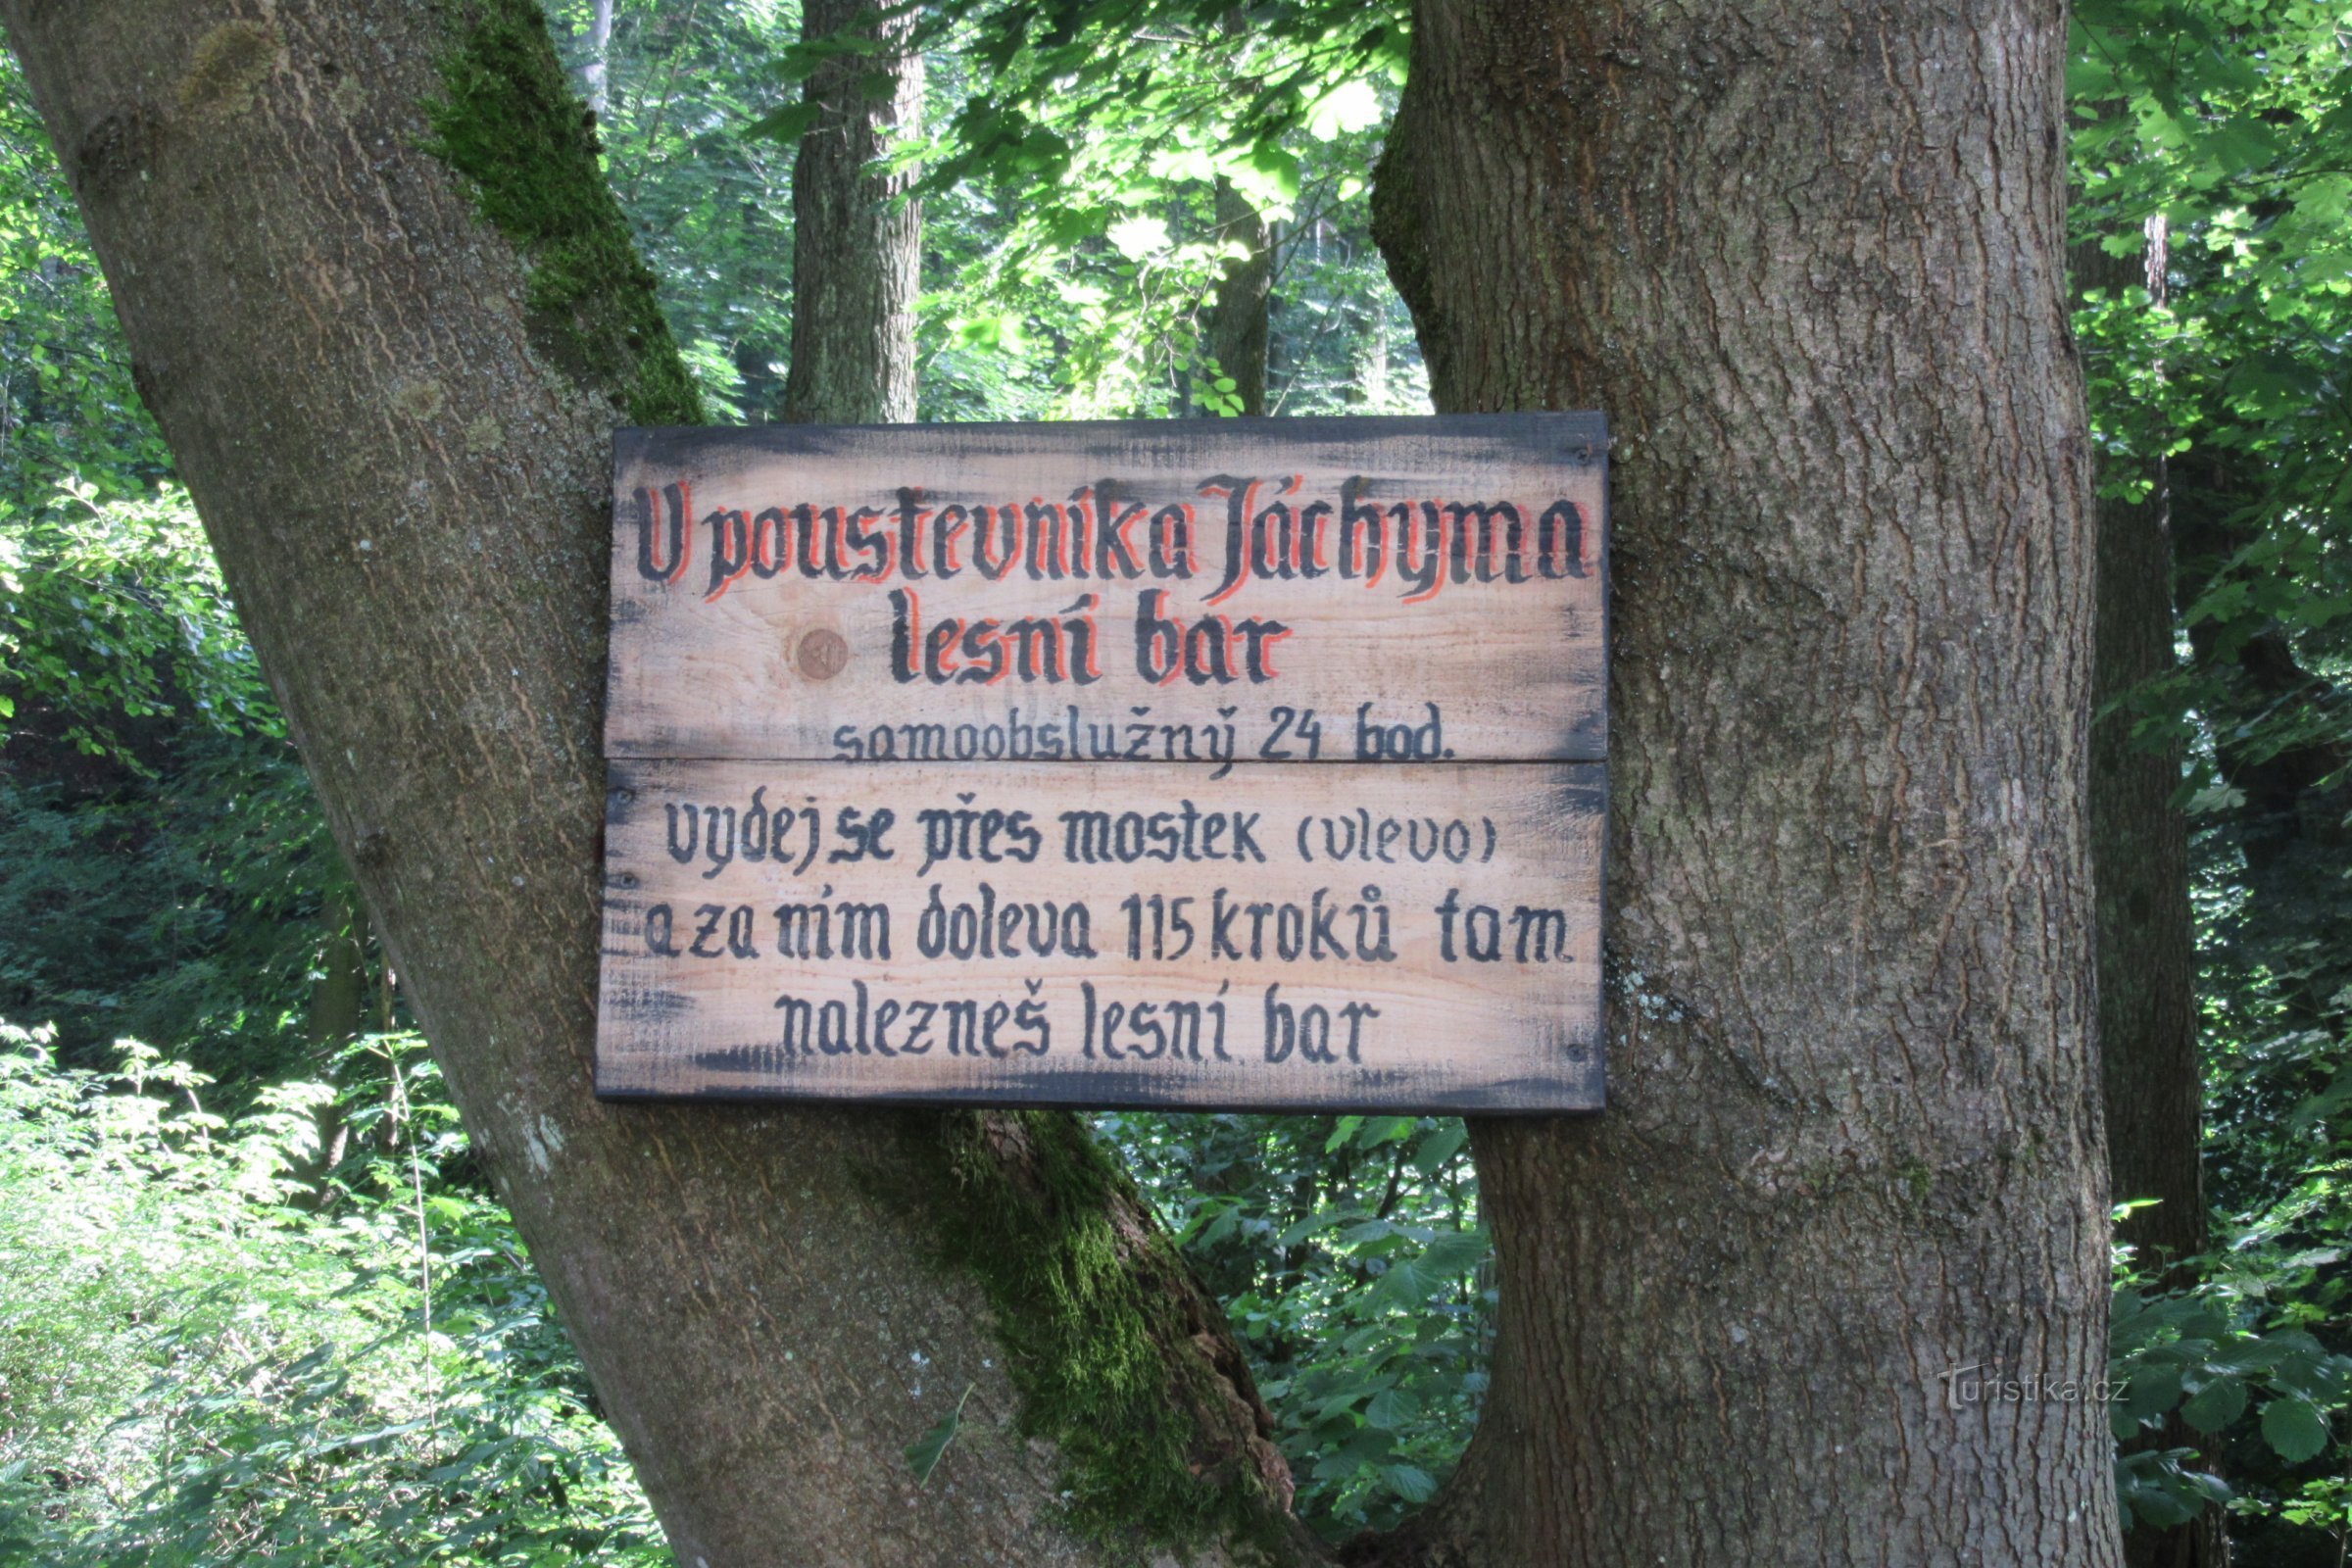 U poustevníka Jáchyma
lesní bar
samoobslužný 24 hod.
vydej se přes mostek (vlevo)
a za ním doleva 115 kroků tam
nalezneš lesní bar
Turistika.cz